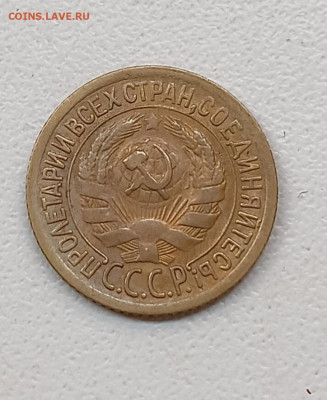 COINS.LAVE.RU
ПРОЛЕТАРИИ ВСЕХ СТРАН, СОЕДИНЯЙТЕСЬ!
С.С.С.Р.